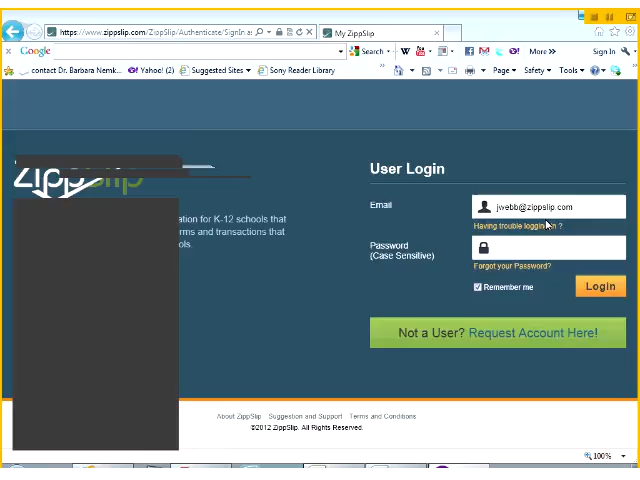 https://www.zippslip.com/Authenticate/SignIn
My ZippSlip
Google
Search
More »
Sign In
contact Dr. Barbara Nemk...
Yahoo! (2)
Suggested Sites
Sony Reader Library
Page
Safety
Tools
zippslip
User Login
Email
jwebb@zippslip.com
Having trouble logging in ?
ation for K-12 schools that
rms and transactions that
ols.
Password
(Case Sensitive)
Forgot your Password?
Remember me
Login
Not a User? Request Account Here!
About ZippSlip Suggestion and Support Terms and Conditions
©2012 ZippSlip. All Rights Reserved.
100%